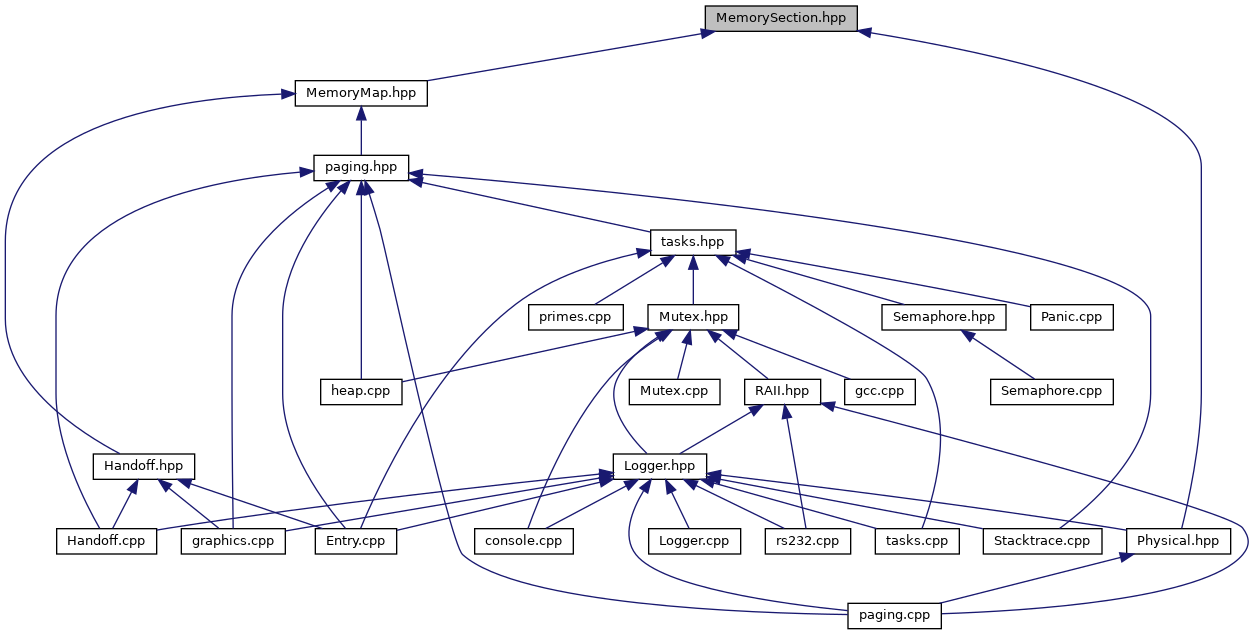 MemorySection.hpp
MemoryMap.hpp
paging.hpp
tasks.hpp
primes.cpp
Mutex.hpp
Semaphore.hpp
Panic.cpp
heap.cpp
Mutex.cpp
RAII.hpp
gcc.cpp
Semaphore.cpp
Handoff.hpp
Logger.hpp
Handoff.cpp
graphics.cpp
Entry.cpp
console.cpp
Logger.cpp
rs232.cpp
tasks.cpp
Stacktrace.cpp
Physical.hpp
paging.cpp